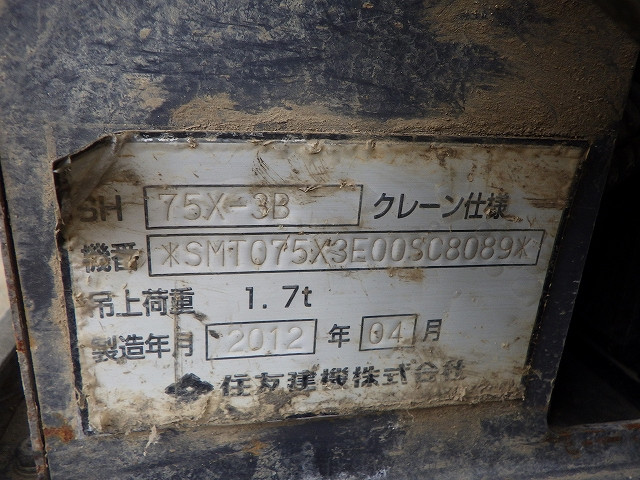 SH 75X-3B クレーン仕様
機番 *SMT075X3E00SC8089*
吊上荷重 1.7t
製造年月 2012 年 04 月
住友建機株式会社